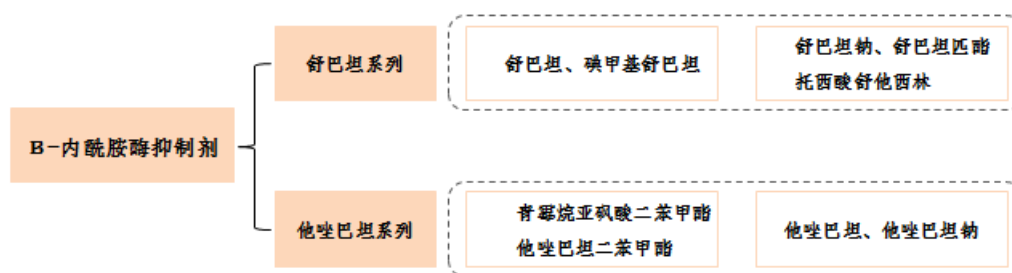 B-内酰胺酶抑制剂
舒巴坦系列
舒巴坦、碘甲基舒巴坦
舒巴坦钠、舒巴坦匹酯
托西酸舒他西林
他唑巴坦系列
青霉烷亚砜酸二苯甲酯
他唑巴坦二苯甲酯
他唑巴坦、他唑巴坦钠